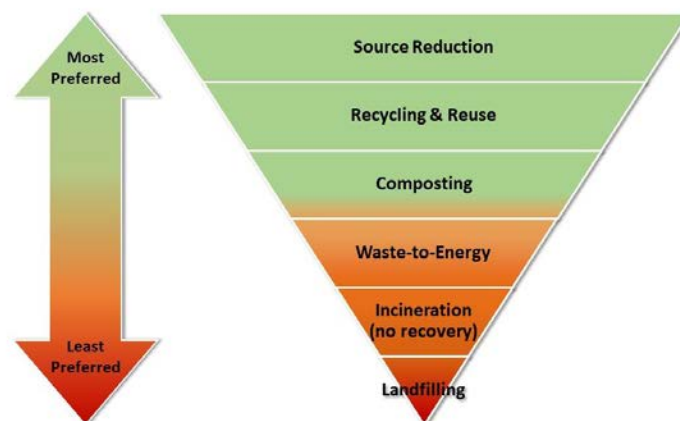 Most
Preferred
Source Reduction
Recycling & Reuse
Composting
Waste-to-Energy
Incineration
(no recovery)
Least
Preferred
Landfilling